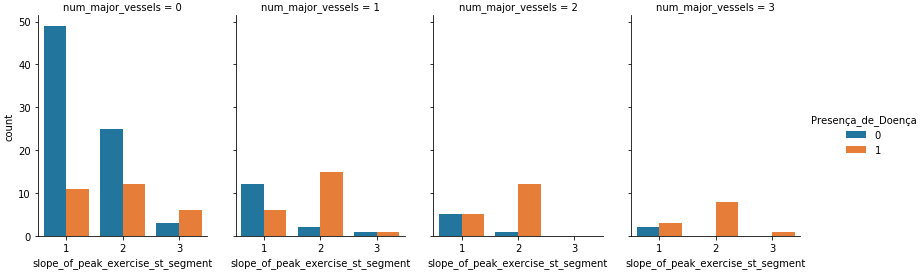 num_major_vessels = 0
num_major_vessels = 1
num_major_vessels = 2
num_major_vessels = 3
50
40
30
20
10
0
count
1 2 3
1 2 3
1 2 3
1 2 3
slope_of_peak_exercise_st_segment
slope_of_peak_exercise_st_segment
slope_of_peak_exercise_st_segment
slope_of_peak_exercise_st_segment
Presença_de_Doença
0
1